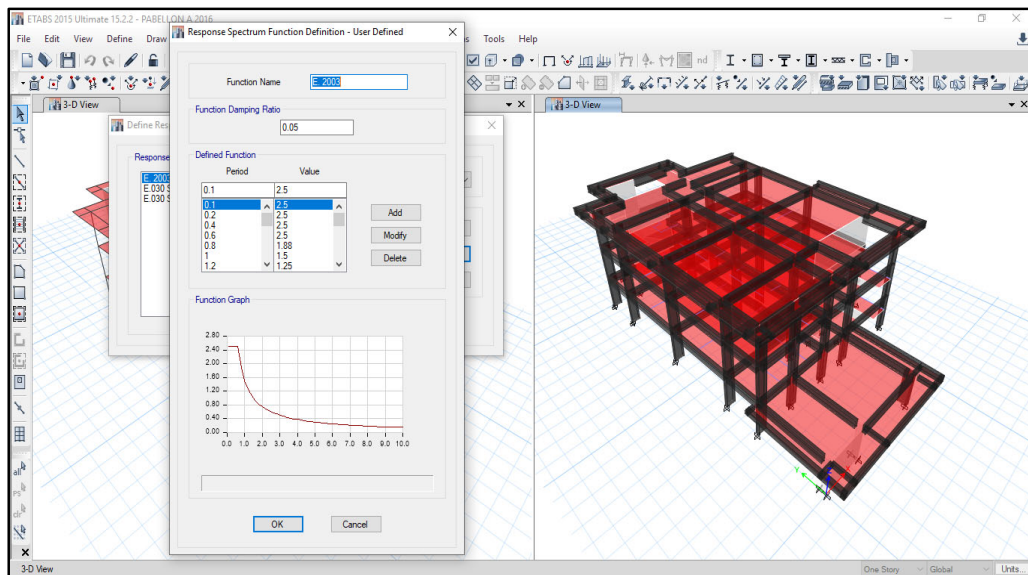 ETABS 2015 Ultimate 15.2.2 - PABELLON A 2016
File Edit View Define Draw
Tools Help
nd
3-D View
3-D View
Define Res
Response
E. 2003
E.030 S
E.030 S
Response Spectrum Function Definition - User Defined
Function Name E. 2003
Function Damping Ratio
0.05
Defined Function
Period Value
0.1 2.5
0.1 2.5
0.2 2.5
0.4 2.5
0.6 2.5
0.8 1.88
1 1.5
1.2 1.25
Add
Modify
Delete
Function Graph
2.80
2.40
2.00
1.60
1.20
0.80
0.40
0.00
0.0 1.0 2.0 3.0 4.0 5.0 6.0 7.0 8.0 9.0 10.0
OK Cancel
all
ps
clr
Y
3-D View
One Story Global Units...